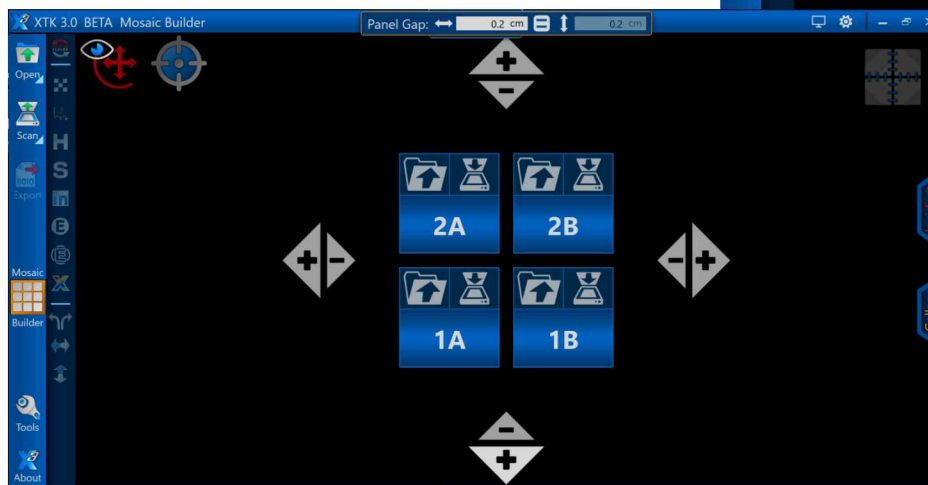 XTK 3.0 BETA Mosaic Builder
Panel Gap: 0.2 cm 0.2 cm
Open
Scan
Export
H
S
in
E
E
X
Mosaic
Builder
Tools
About
2A 2B
1A 1B